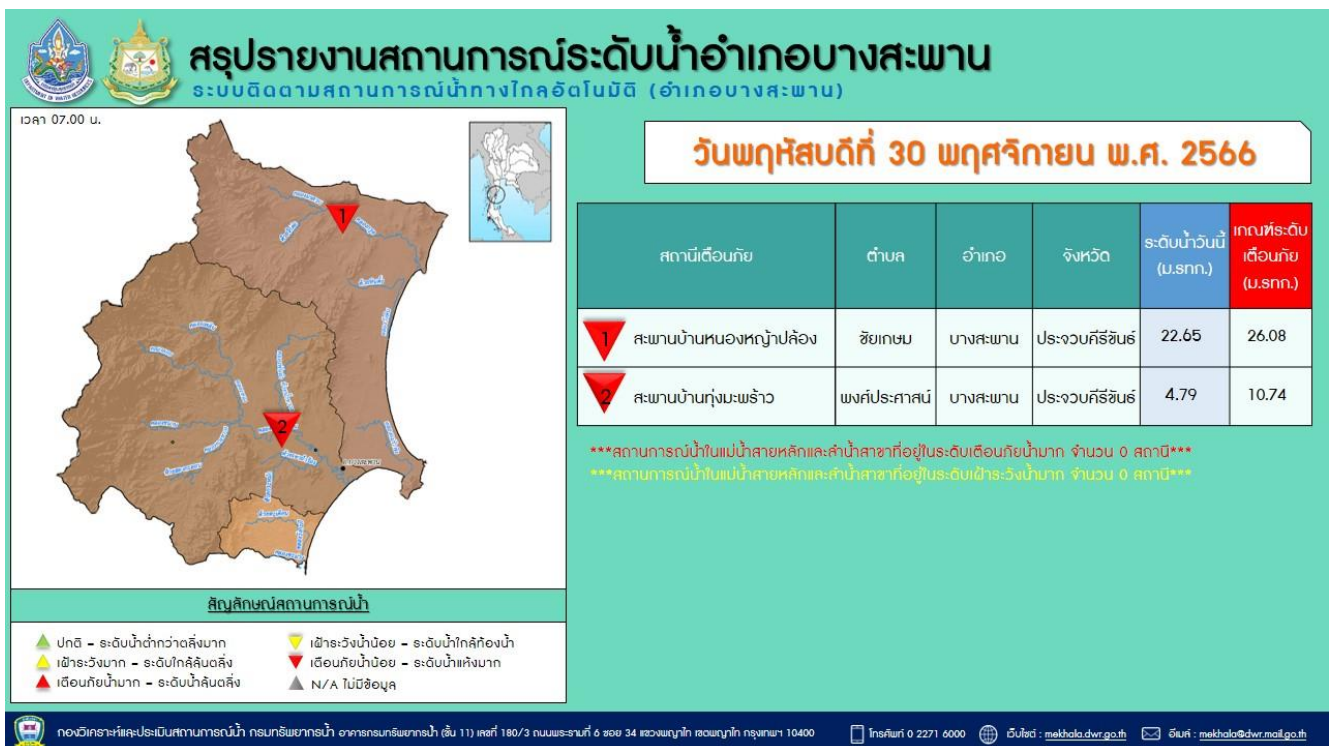 สรุปรายงานสถานการณ์ระดับน้ำอำเภอบางสะพาน
ระบบติดตามสถานการณ์น้ำทางไกลอัตโนมัติ (อำเภอบางสะพาน)
เวลา 07.00 น.
วันพฤหัสบดีที่ 30 พฤศจิกายน พ.ศ. 2566
สถานีเตือนภัย ตำบล อำเภอ จังหวัด ระดับน้ำวันนี้ (ม.รทก.) เกณฑ์ระดับเตือนภัย (ม.รทก.)
1 สะพานบ้านหนองหญ้าปล้อง ชัยเกษม บางสะพาน ประจวบคีรีขันธ์ 22.65 26.08
2 สะพานบ้านทุ่งมะพร้าว พงศ์ประศาสน์ บางสะพาน ประจวบคีรีขันธ์ 4.79 10.74
***สถานการณ์น้ำในแม่น้ำสายหลักและลำน้ำสาขาที่อยู่ในระดับเตือนภัยน้ำมาก จำนวน 0 สถานี***
***สถานการณ์น้ำในแม่น้ำสายหลักและลำน้ำสาขาที่อยู่ในระดับเฝ้าระวังน้ำมาก จำนวน 0 สถานี***
1
2
สัญลักษณ์สถานการณ์น้ำ
ปกติ - ระดับน้ำต่ำกว่าตลิ่งมาก
เฝ้าระวังมาก - ระดับใกล้ล้นตลิ่ง
เตือนภัยน้ำมาก - ระดับน้ำล้นตลิ่ง
เฝ้าระวังน้ำน้อย - ระดับน้ำใกล้ท้องน้ำ
เตือนภัยน้ำน้อย - ระดับน้ำแห้งมาก
N/A ไม่มีข้อมูล
กองวิเคราะห์และประเมินสถานการณ์น้ำ กรมทรัพยากรน้ำ อาคารกรมทรัพยากรน้ำ (ชั้น 11) เลขที่ 180/3 ถนนพระรามที่ 6 ซอย 34 แขวงพญาไท เขตพญาไท กรุงเทพฯ 10400 โทรศัพท์ 0 2271 6000 เว็บไซต์ : mekhala.dwr.go.th อีเมล์ : mekhala@dwr.mail.go.th